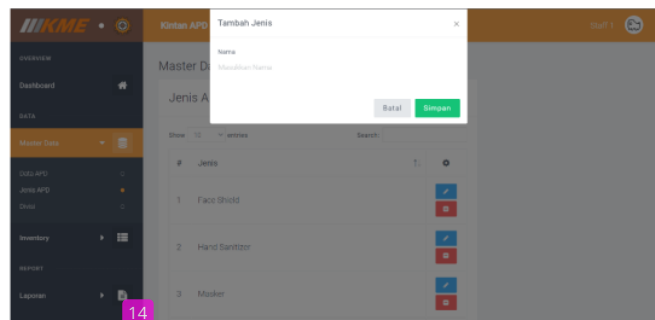 KME
Kintan APD
Staff 1
Tambah Jenis
×
Nama
Masukkan Nama
Batal
Simpan
OVERVIEW
Dashboard
DATA
Master Data
Data APD
Jenis APD
Divisi
Inventory
REPORT
Laporan
Master Da
Jenis A
Show 10 entries
Search:
# Jenis
1 Face Shield
2 Hand Sanitizer
3 Masker
14